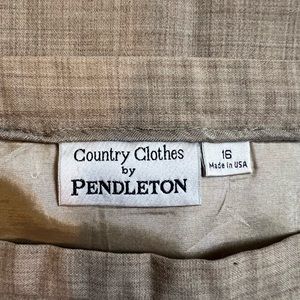 Country Clothes
by
PENDLETON
16
Made in USA